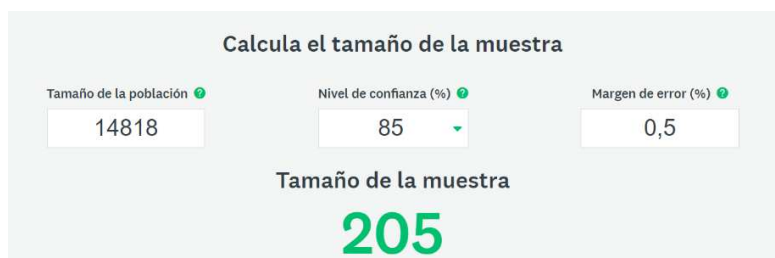 Calcula el tamaño de la muestra
Tamaño de la población ?
Nivel de confianza (%) ?
Margen de error (%) ?
14818
85
0,5
Tamaño de la muestra
205